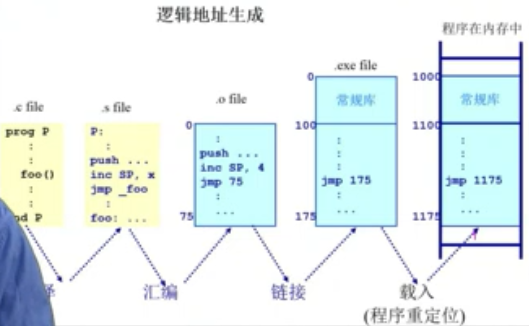 逻辑地址生成
程序在内存中
.c file
.s file
.o file
.exe file
prog P
:
:
foo()
:
P:
:
push ...
inc SP, x
jmp _foo
:
foo: ...
0
75
:
push ...
inc SP, 4
jmp 75
:
...
0
100
175
常规库
:
:
jmp 175
:
...
1000
1100
1175
常规库
:
:
jmp 1175
:
...
汇编
链接
载入
(程序重定位)